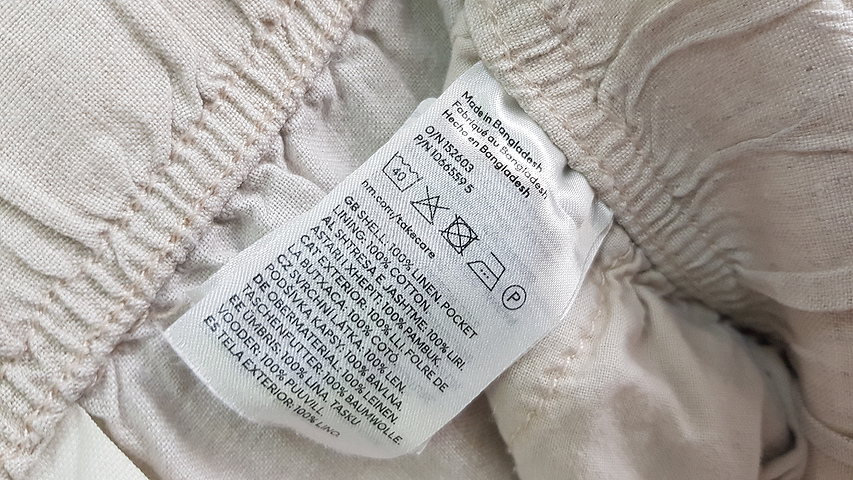 Made in Bangladesh
Fabriqué au Bangladesh
Hecho en Bangladesh
O/N 152603
P/N 1D66559 5
40
P
hm.com/takecare
GB SHELL: 100% LINEN. POCKET
LINING: 100% COTTON.
AL SHTRESA E JASHTME: 100% LIRI.
ASTARI XHEPIT: 100% PAMBUK.
CAT EXTERIOR: 100% LLI FOLRE DE
LA BUTXACA: 100% COTÓ.
CZ SVRCHNÍ LÁTKA: 100% LEN
PODŠÍVKA KAPSY: 100% BAVLNA.
DE OBERMATERIAL: 100% LEINEN.
TASCHENFUTTER: 100% BAUMWOLLE.
EE ÜMBRIS: 100% LINA. TASKU
VOODER: 100% PUUVILL.
ES TELA EXTERIOR: 100% LINO.